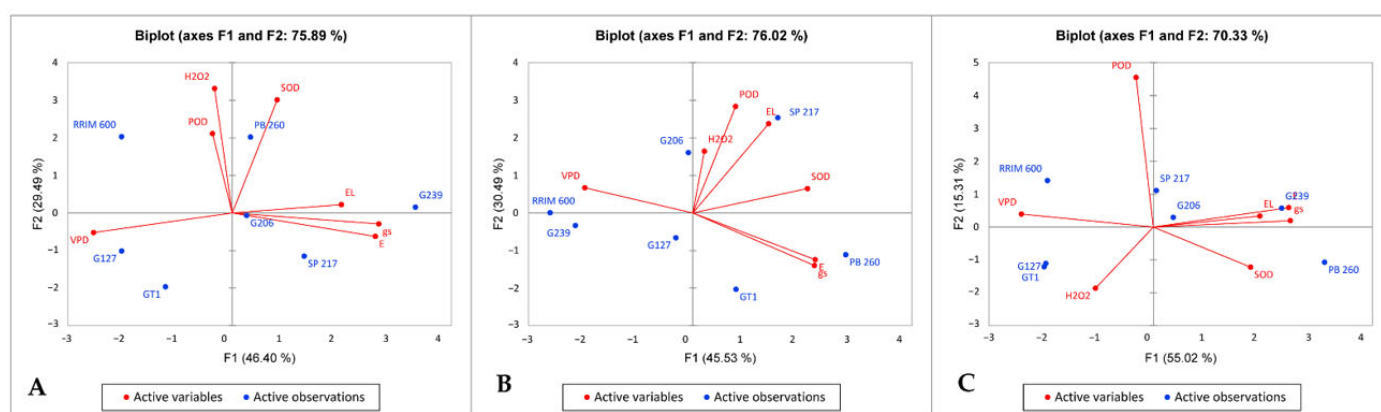 Biplot (axes F1 and F2: 75.89 %)
F2 (29.49 %)
4
3
2
1
0
−1
−2
−3
H2O2
SOD
RRIM 600
POD
PB 260
EL
G239
G206
gs
E
VPD
G127
SP 217
GT1
−3 −2 −1 0 1 2 3 4
F1 (46.40 %)
A
Active variables Active observations
Biplot (axes F1 and F2: 76.02 %)
F2 (30.49 %)
4
3
2
1
0
−1
−2
−3
POD
EL
SP 217
G206
H2O2
VPD
SOD
RRIM 600
G239
G127
E
gs
PB 260
GT1
−3 −2 −1 0 1 2 3 4
F1 (45.53 %)
B
Active variables Active observations
Biplot (axes F1 and F2: 70.33 %)
F2 (15.31 %)
5
4
3
2
1
0
−1
−2
−3
POD
RRIM 600
SP 217
VPD
G206
EL
G239
gs
G127
GT1
H2O2
SOD
PB 260
−3 −2 −1 0 1 2 3 4
F1 (55.02 %)
C
Active variables Active observations